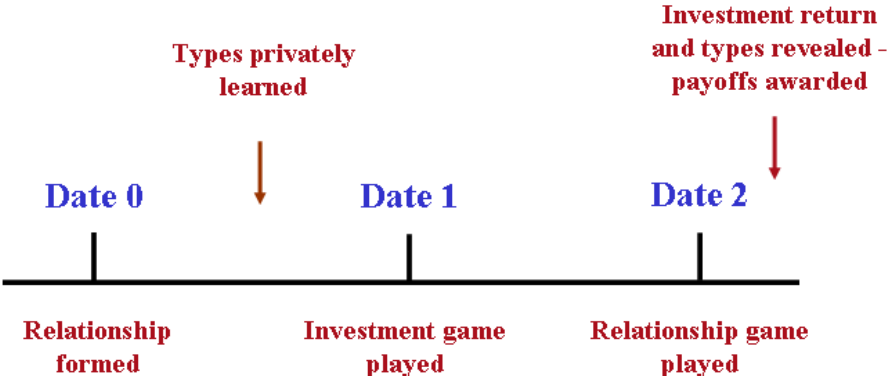 Investment return
and types revealed -
payoffs awarded
Types privately
learned
Date 0
Date 1
Date 2
Relationship
formed
Investment game
played
Relationship game
played